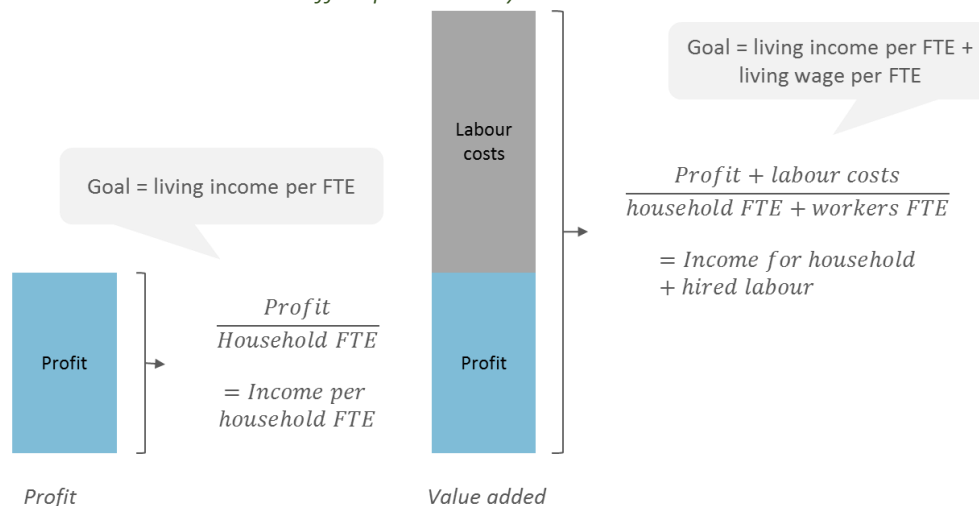 Goal = living income per FTE +
living wage per FTE
Labour
costs
Goal = living income per FTE
Profit + labour costs
household FTE + workers FTE
= Income for household
+ hired labour
Profit
Household FTE
= Income per
household FTE
Profit
Profit
Profit
Value added